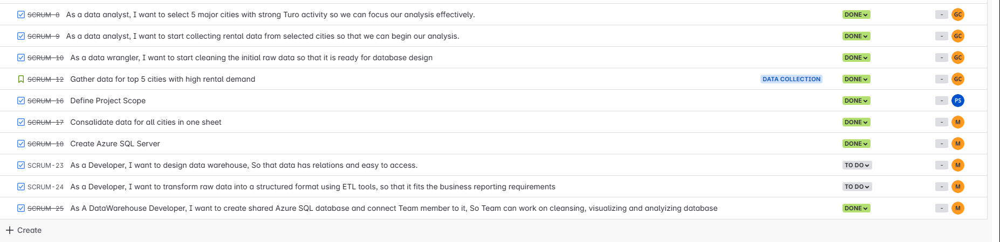 SCRUM-8 As a data analyst, I want to select 5 major cities with strong Turo activity so we can focus our analysis effectively. DONE - GC
SCRUM-9 As a data analyst, I want to start collecting rental data from selected cities so that we can begin our analysis. DONE - GC
SCRUM-10 As a data wrangler, I want to start cleaning the initial raw data so that it is ready for database design DONE - GC
SCRUM-12 Gather data for top 5 cities with high rental demand DATA COLLECTION DONE - GC
SCRUM-16 Define Project Scope DONE - PS
SCRUM-17 Consalidate data for all cities in one sheet DONE - M
SCRUM-18 Create Azure SQL Server DONE - M
SCRUM-23 As a Developer, I want to design data warehouse, So that data has relations and easy to access. TO DO - M
SCRUM-24 As a Developer, I want to transform raw data into a structured format using ETL tools, so that it fits the business reporting requirements TO DO - M
SCRUM-25 As A DataWarehouse Developer, I want to create shared Azure SQL database and connect Team member to it, So Team can work on cleansing, visualizing and analyizing database DONE - M
+ Create